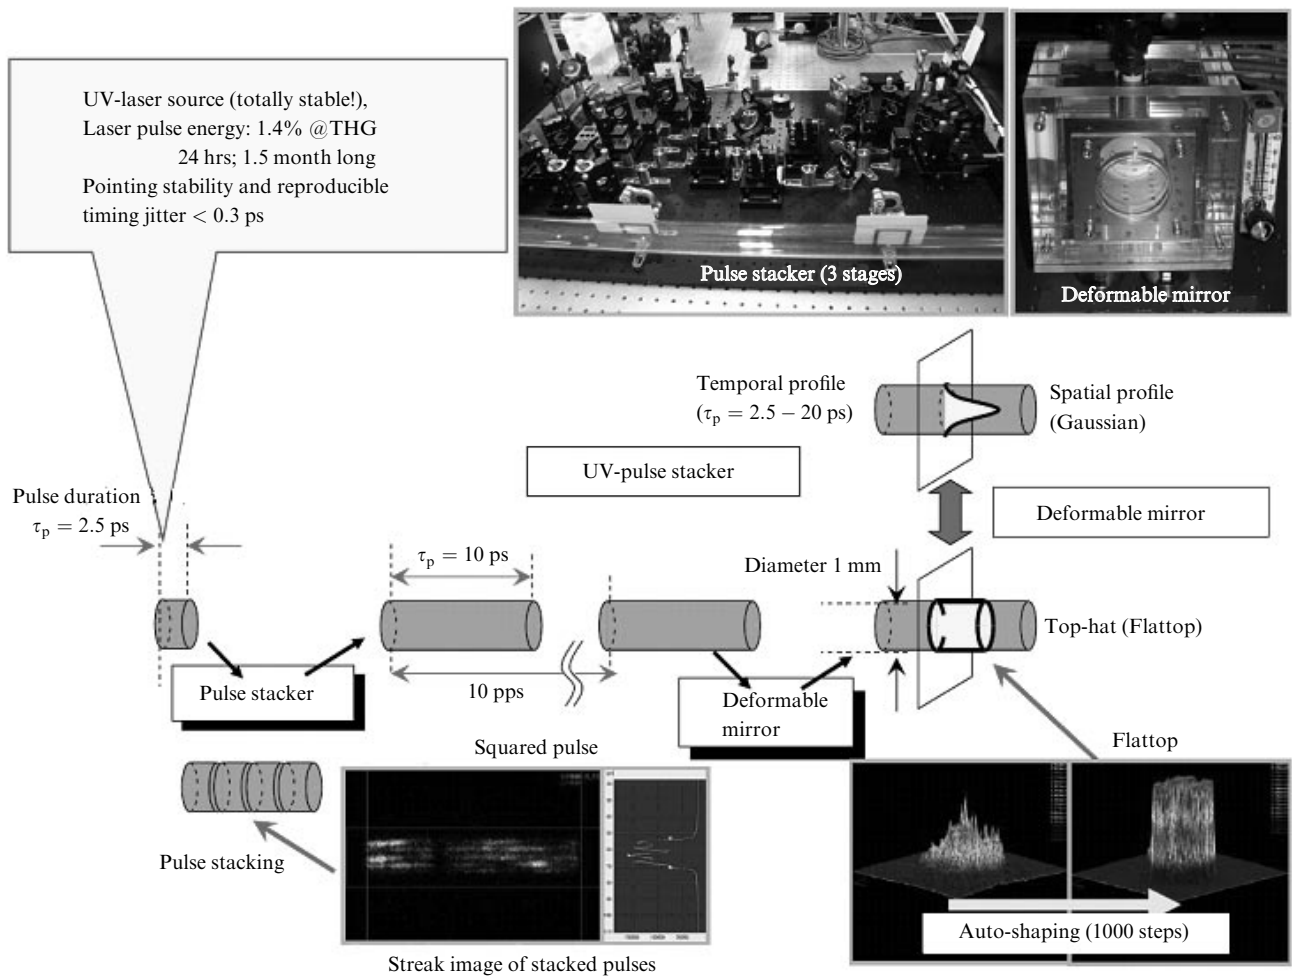 UV-laser source (totally stable!),
Laser pulse energy: 1.4% @THG
24 hrs; 1.5 month long
Pointing stability and reproducible
timing jitter < 0.3 ps
Pulse stacker (3 stages)
Deformable mirror
Temporal profile
(τp = 2.5 − 20 ps)
Spatial profile
(Gaussian)
UV-pulse stacker
Deformable mirror
Pulse duration
τp = 2.5 ps
τp = 10 ps
Diameter 1 mm
Top-hat (Flattop)
Pulse stacker
10 pps
Deformable
mirror
Squared pulse
Flattop
Pulse stacking
Auto-shaping (1000 steps)
Streak image of stacked pulses